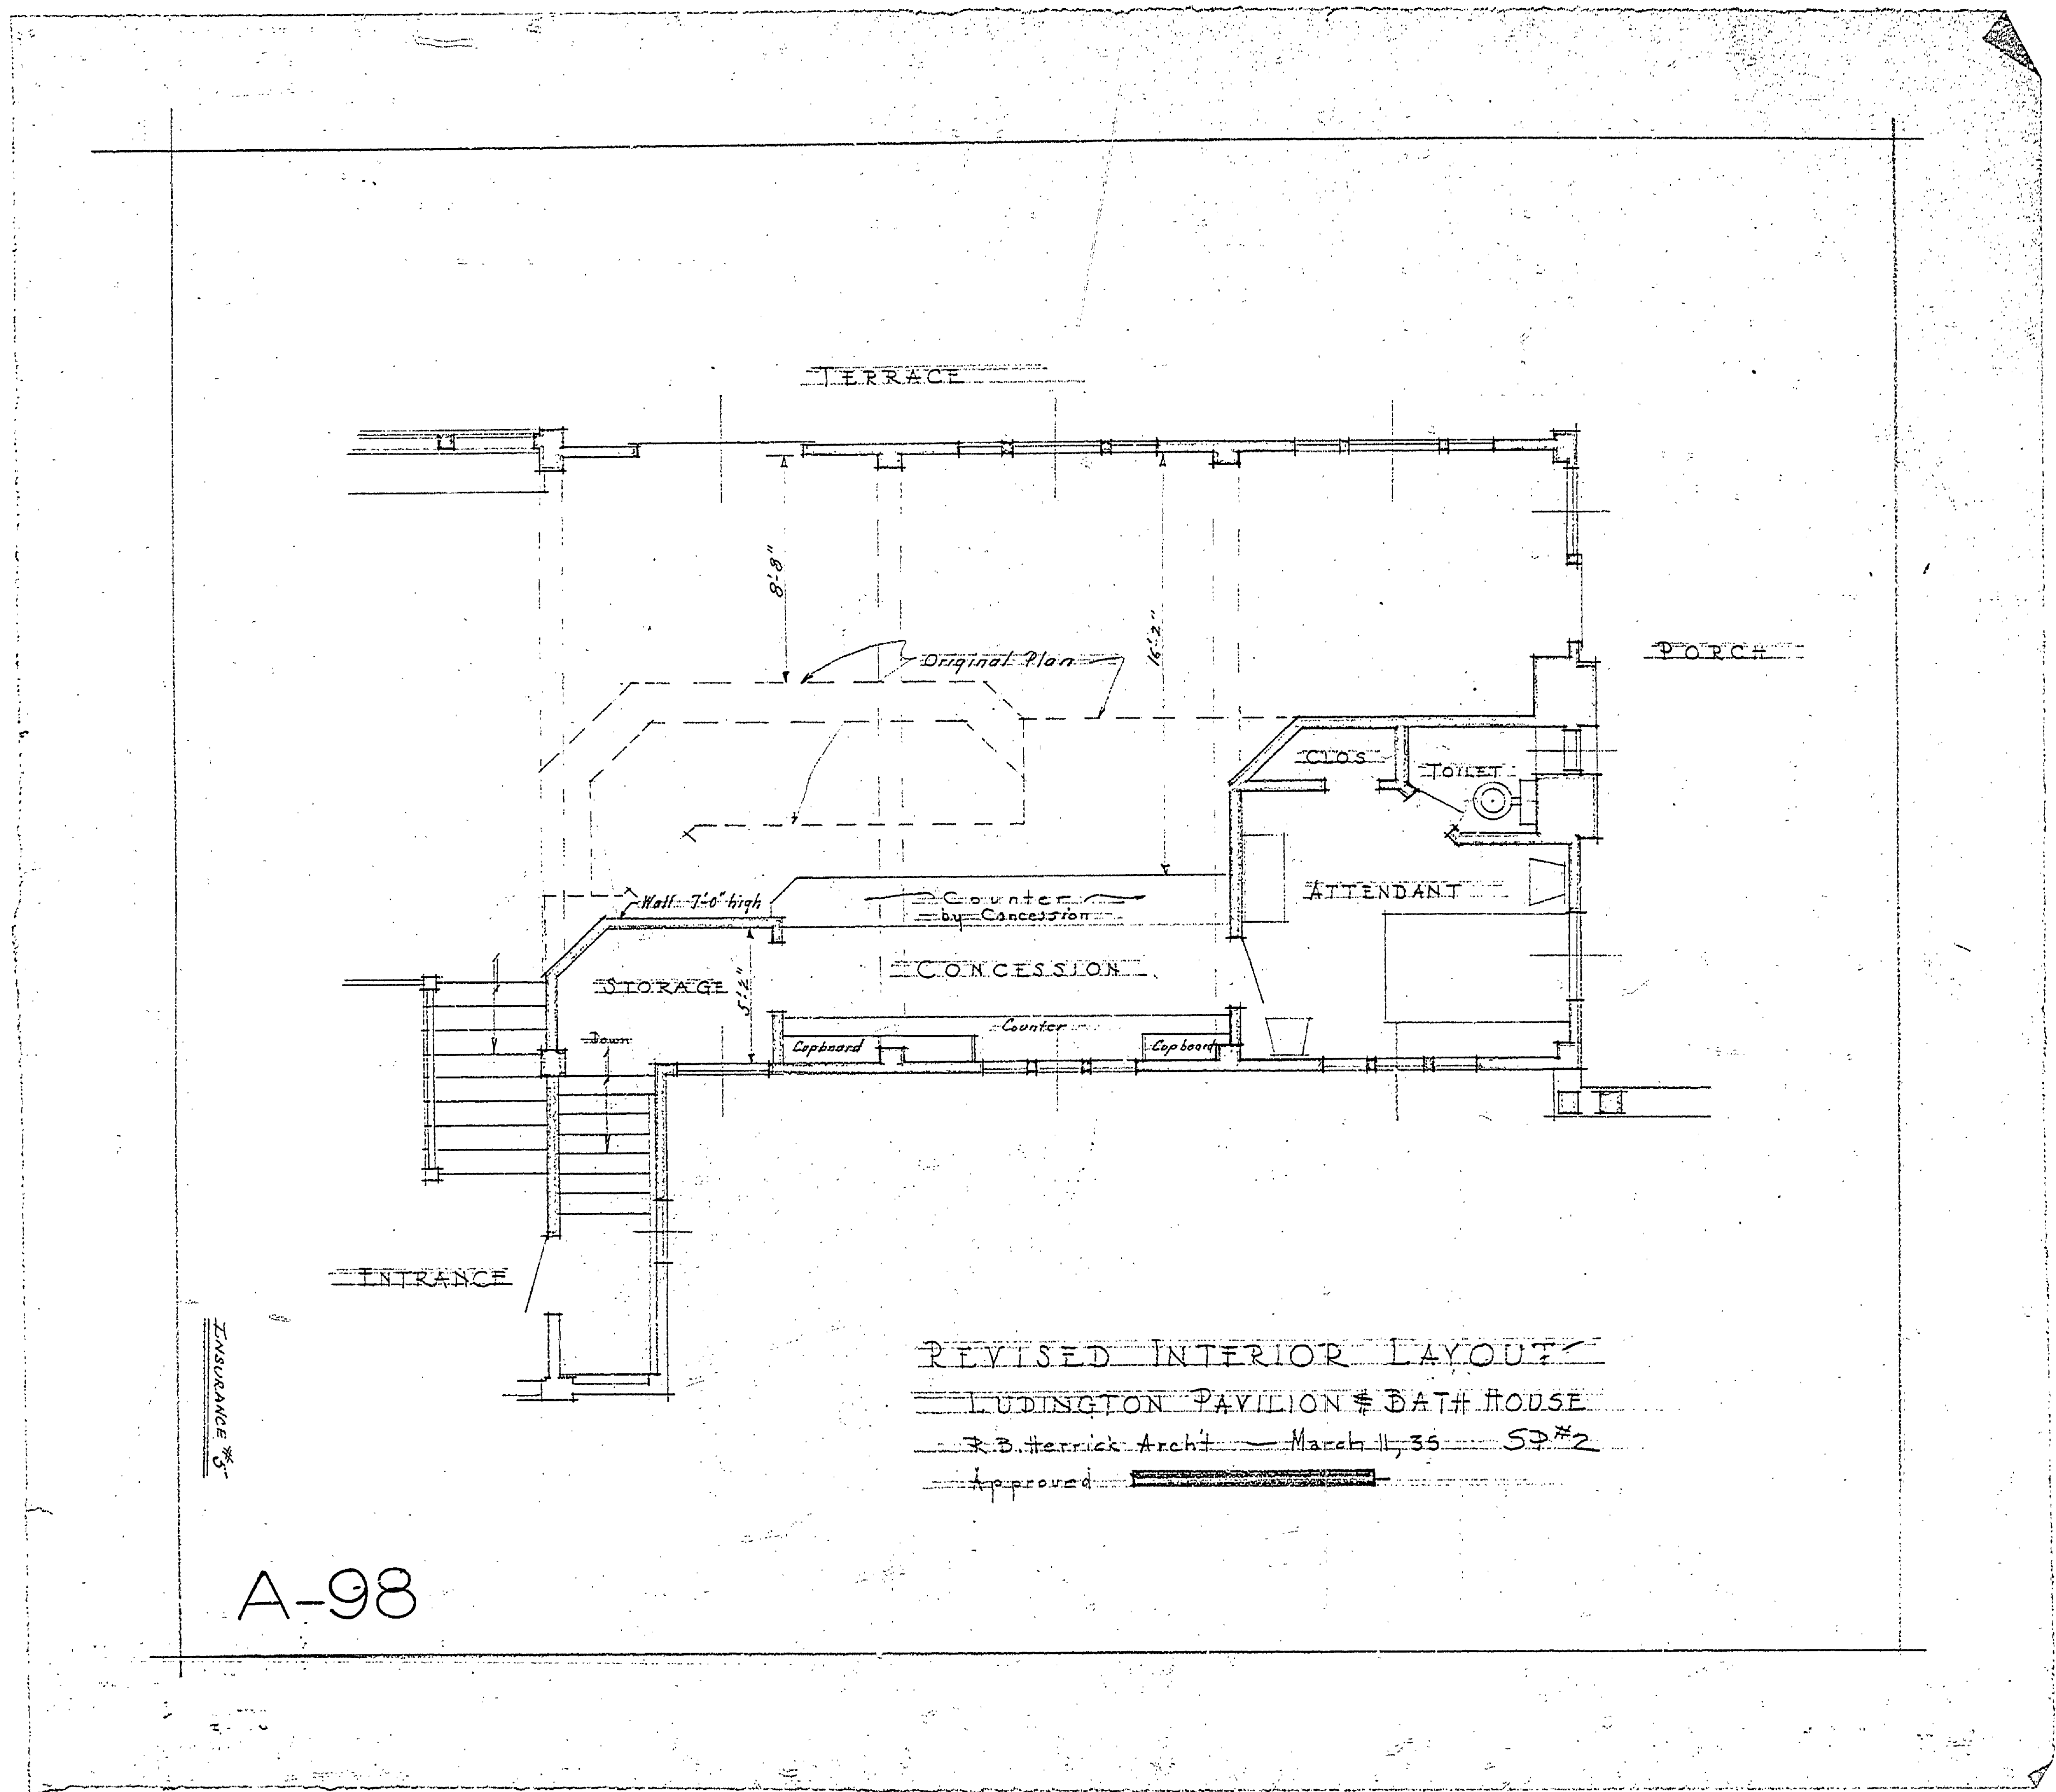 TERRACE
8'-8"
16'-2"
Original Plan
PORCH
CLOS
TOILET
Wall 7'-0" high
Counter
by Concession
ATTENDANT
STORAGE
5'-2"
CONCESSION
Down
Counter
Cupboard
Cupboard
ENTRANCE
INSURANCE #5
REVISED INTERIOR LAYOUT
LUDINGTON PAVILION & BATH HOUSE
R.B. Herrick Arch't — March 11, 35 SP#2
Approved
A-98